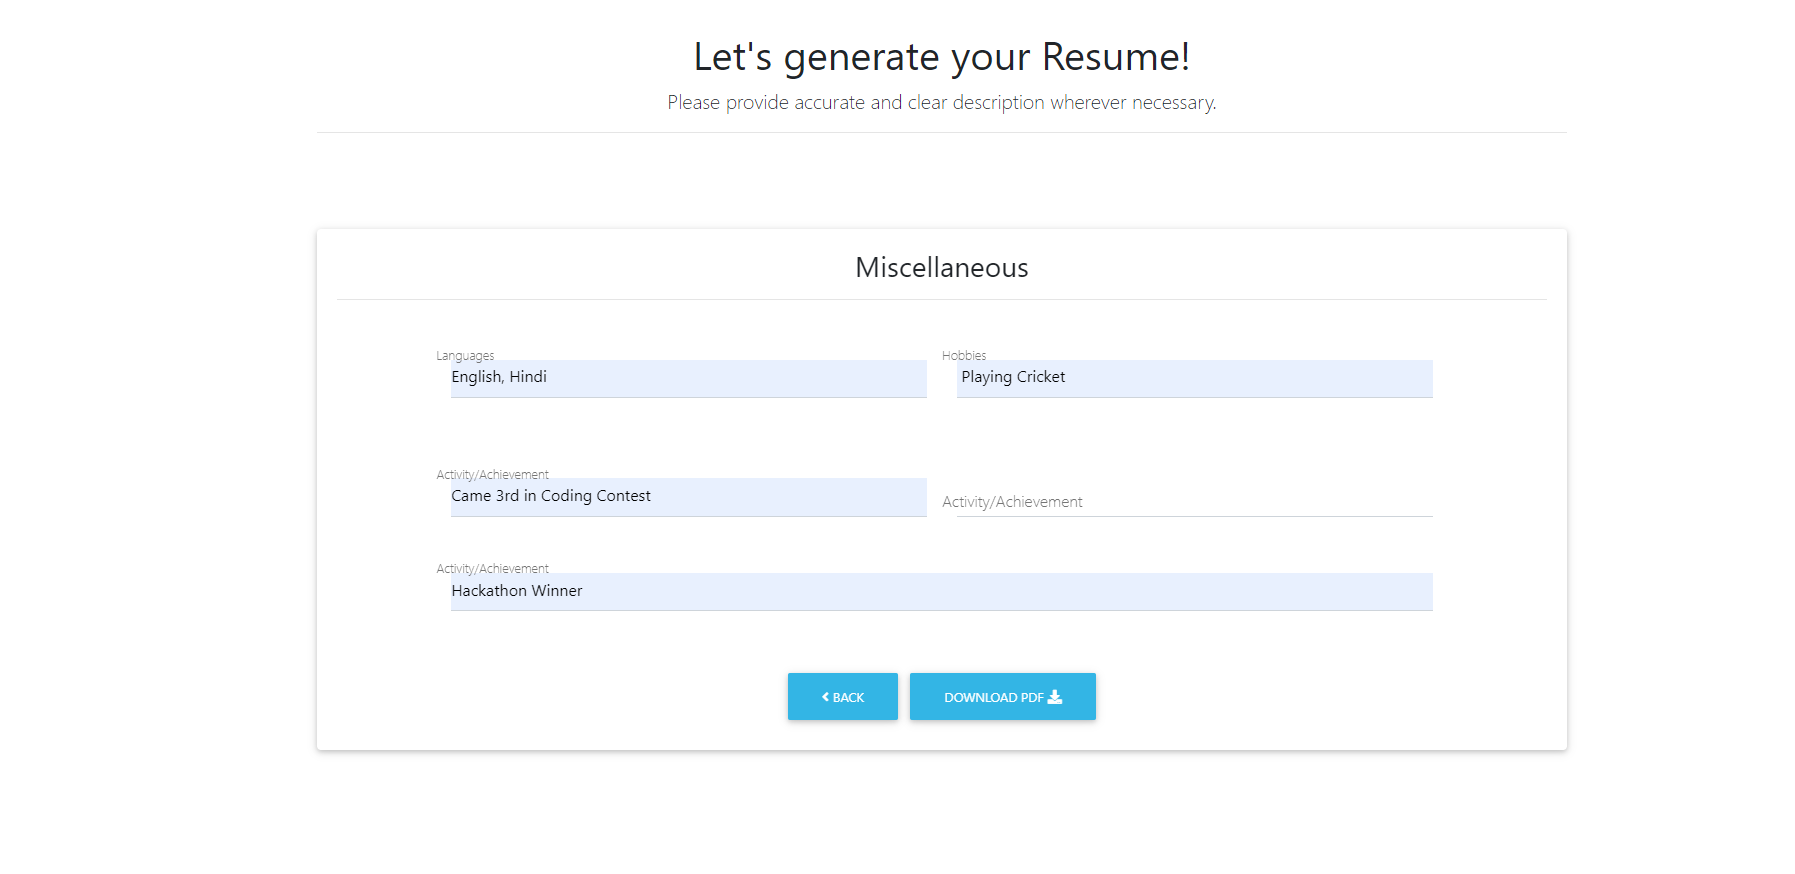 Let's generate your Resume!
Please provide accurate and clear description wherever necessary.
Miscellaneous
Languages
English, Hindi
Hobbies
Playing Cricket
Activity/Achievement
Came 3rd in Coding Contest
Activity/Achievement
Activity/Achievement
Hackathon Winner
BACK
DOWNLOAD PDF